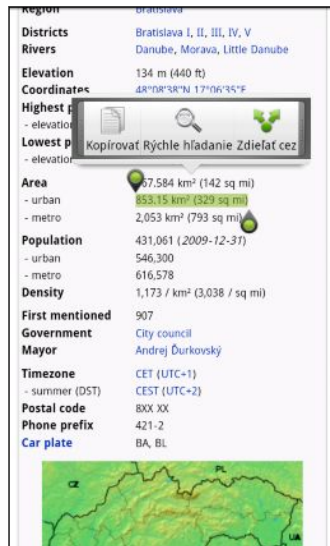 Region Bratislava
Districts Bratislava I, II, III, IV, V
Rivers Danube, Morava, Little Danube
Elevation 134 m (440 ft)
Coordinates 48°08'38"N 17°06'35"E
Highest
- elevation
Lowest
- elevation
Kopírovať Rýchle hľadanie Zdieľať cez
Area 67.584 km² (142 sq mi)
- urban 853.15 km² (329 sq mi)
- metro 2,053 km² (793 sq mi)
Population 431,061 (2009-12-31)
- urban 546,300
- metro 616,578
Density 1,173 / km² (3,038 / sq mi)
First mentioned 907
Government City council
Mayor Andrej Ďurkovský
Timezone CET (UTC+1)
- summer (DST) CEST (UTC+2)
Postal code 8XX XX
Phone prefix 421-2
Car plate BA, BL
CZ
PL
UA